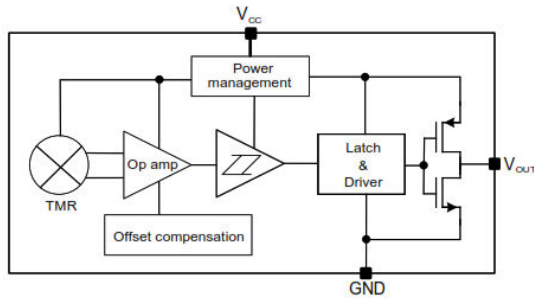 VCC
Power
management
Op amp
Latch
&
Driver
VOUT
TMR
Offset compensation
GND